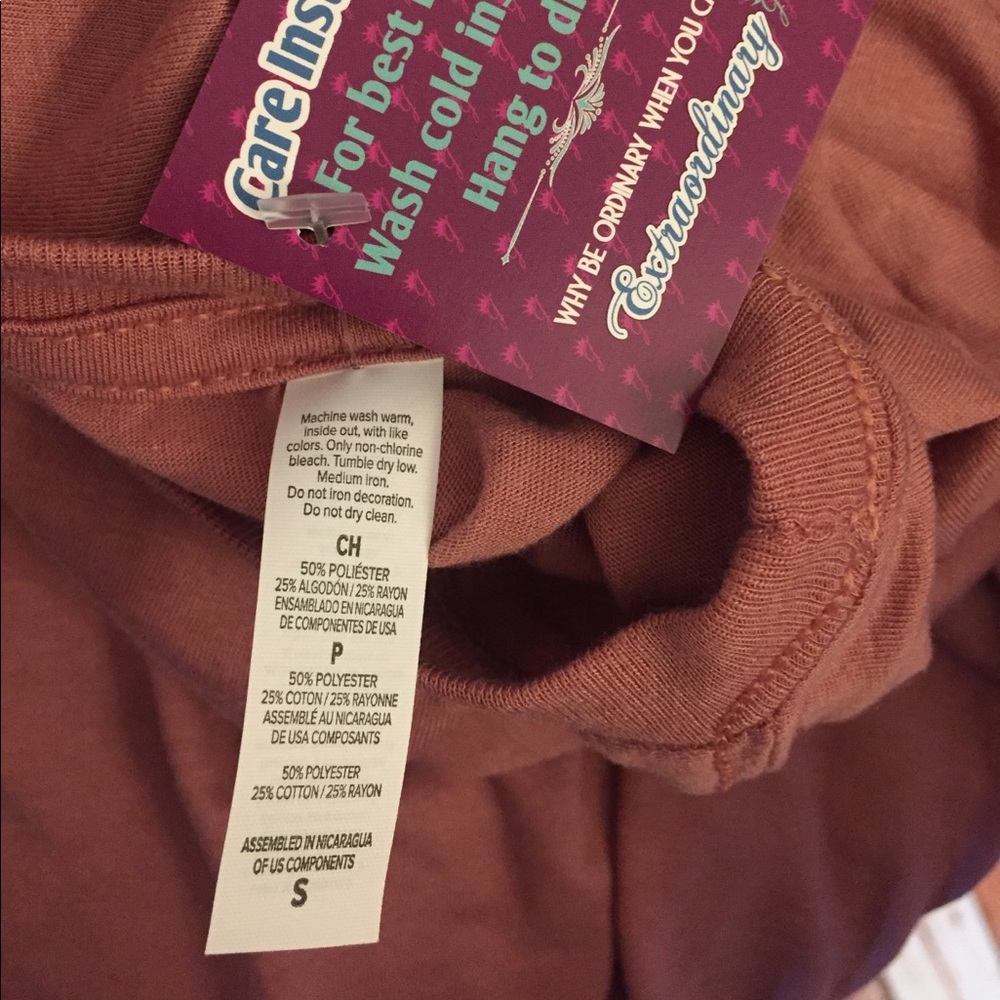 Care
For best
Wash cold
Hang to
WHY BE ORDINARY WHEN YOU
Extraordinary
Machine wash warm,
inside out, with like
colors. Only non-chlorine
bleach. Tumble dry low.
Medium iron.
Do not iron decoration.
Do not dry clean.
CH
50% POLIÉSTER
25% ALGODÓN / 25% RAYON
ENSAMBLADO EN NICARAGUA
DE COMPONENTES DE USA
P
50% POLYESTER
25% COTON / 25% RAYONNE
ASSEMBLÉ AU NICARAGUA
DE USA COMPOSANTS
50% POLYESTER
25% COTTON / 25% RAYON
ASSEMBLED IN NICARAGUA
OF US COMPONENTS
S